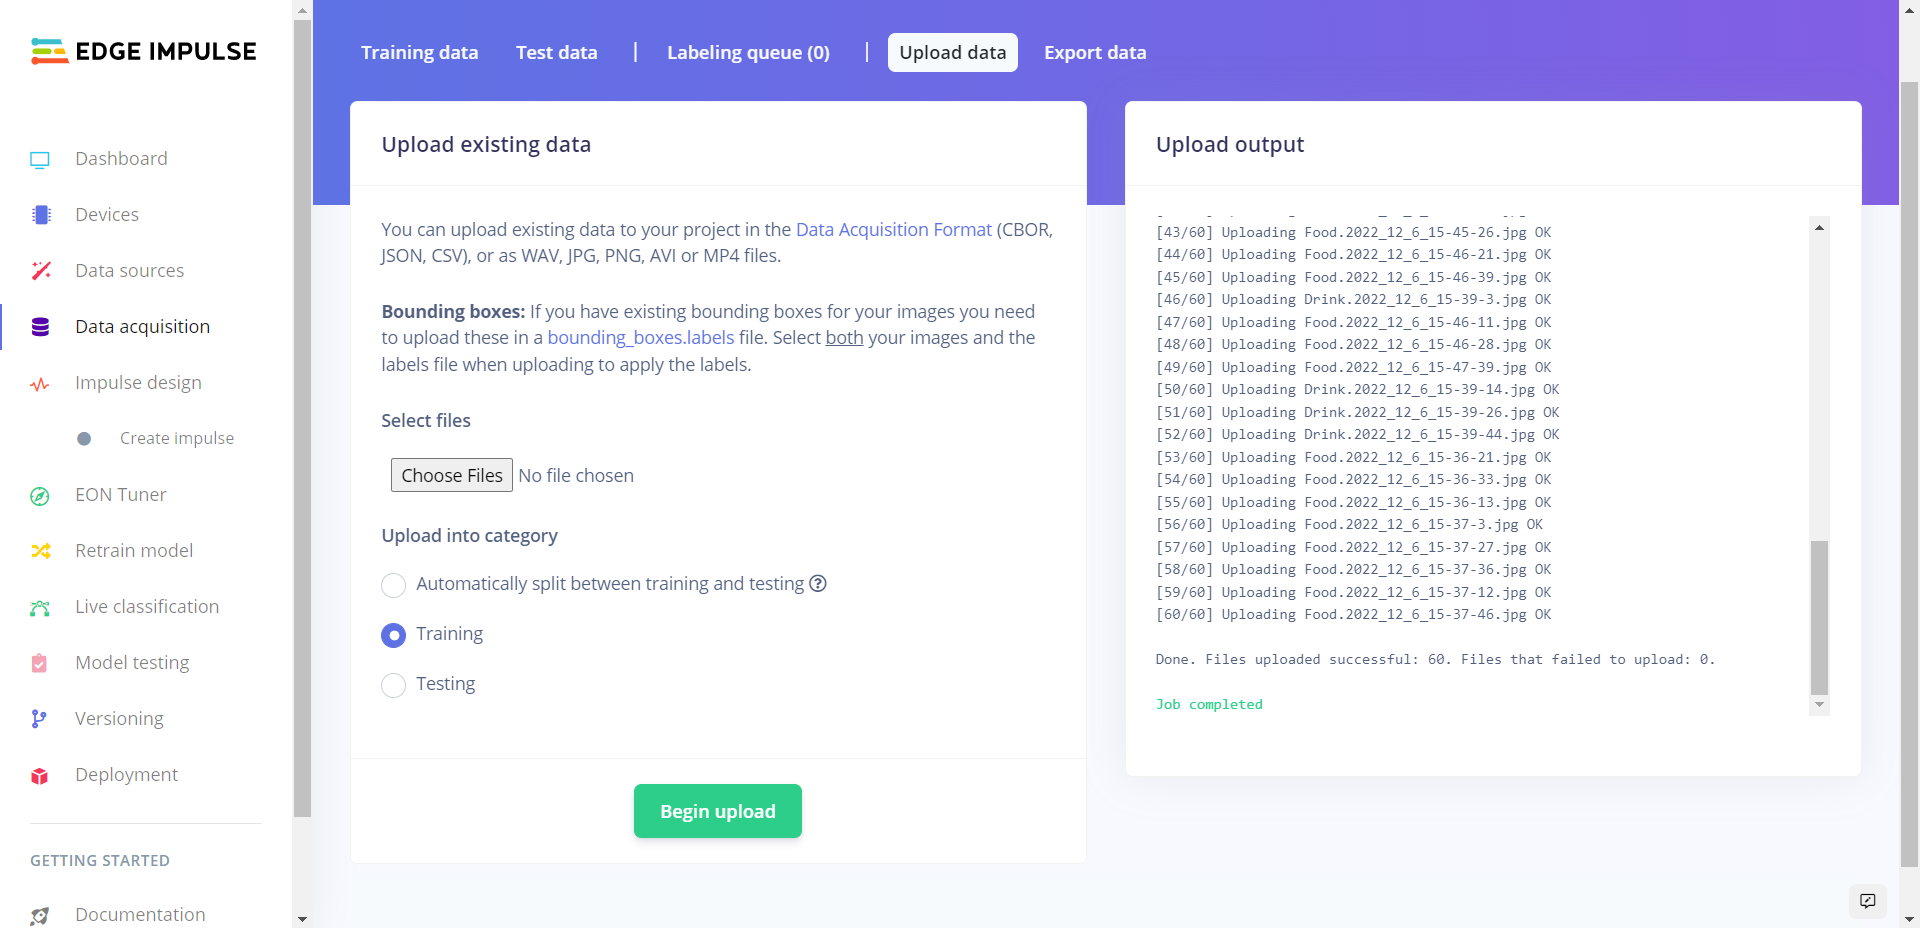 EDGE IMPULSE
Dashboard
Devices
Data sources
Data acquisition
Impulse design
Create impulse
EON Tuner
Retrain model
Live classification
Model testing
Versioning
Deployment
GETTING STARTED
Documentation
Training data Test data | Labeling queue (0) | Upload data Export data
Upload existing data
You can upload existing data to your project in the Data Acquisition Format (CBOR,
JSON, CSV), or as WAV, JPG, PNG, AVI or MP4 files.
Bounding boxes: If you have existing bounding boxes for your images you need
to upload these in a bounding_boxes.labels file. Select both your images and the
labels file when uploading to apply the labels.
Select files
Choose Files No file chosen
Upload into category
Automatically split between training and testing
Training
Testing
Begin upload
Upload output
[43/60] Uploading Food.2022_12_6_15-45-26.jpg OK
[44/60] Uploading Food.2022_12_6_15-46-21.jpg OK
[45/60] Uploading Food.2022_12_6_15-46-39.jpg OK
[46/60] Uploading Drink.2022_12_6_15-39-3.jpg OK
[47/60] Uploading Food.2022_12_6_15-46-11.jpg OK
[48/60] Uploading Food.2022_12_6_15-46-28.jpg OK
[49/60] Uploading Food.2022_12_6_15-47-39.jpg OK
[50/60] Uploading Drink.2022_12_6_15-39-14.jpg OK
[51/60] Uploading Drink.2022_12_6_15-39-26.jpg OK
[52/60] Uploading Drink.2022_12_6_15-39-44.jpg OK
[53/60] Uploading Food.2022_12_6_15-36-21.jpg OK
[54/60] Uploading Food.2022_12_6_15-36-33.jpg OK
[55/60] Uploading Food.2022_12_6_15-36-13.jpg OK
[56/60] Uploading Food.2022_12_6_15-37-3.jpg OK
[57/60] Uploading Food.2022_12_6_15-37-27.jpg OK
[58/60] Uploading Food.2022_12_6_15-37-36.jpg OK
[59/60] Uploading Food.2022_12_6_15-37-12.jpg OK
[60/60] Uploading Food.2022_12_6_15-37-46.jpg OK
Done. Files uploaded successful: 60. Files that failed to upload: 0.
Job completed